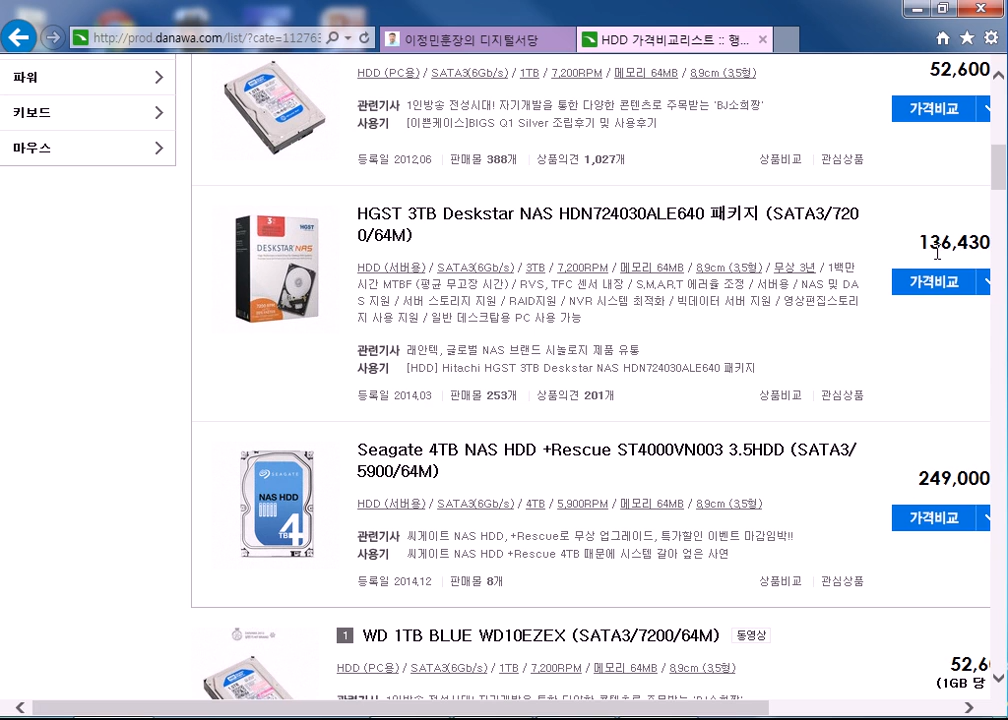 http://prod.danawa.com/list/?cate=11276
이정민훈장의 디지털서당
HDD 가격비교리스트 :: 행...
파워
키보드
마우스
HDD (PC용) / SATA3(6Gb/s) / 1TB / 7,200RPM / 메모리 64MB / 8.9cm (3.5형)
52,600
가격비교
관련기사 1인방송 전성시대! 자기개발을 통한 다양한 콘텐츠로 주목받는 'BJ소희짱'
사용기 [이쁜케이스]BIGS Q1 Silver 조립후기 및 사용후기
등록일 2012.06 판매몰 388개 상품의견 1,027개 상품비교 관심상품
HGST 3TB Deskstar NAS HDN724030ALE640 패키지 (SATA3/720
0/64M)
136,430
가격비교
HGST
DESKSTAR NAS
HDD (서버용) / SATA3(6Gb/s) / 3TB / 7,200RPM / 메모리 64MB / 8.9cm (3.5형) / 무상 3년 / 1백만
시간 MTBF (평균 무고장 시간) / RVS, TFC 센서 내장 / S.M.A.R.T 에러율 조정 / 서버용 / NAS 및 DA
S 지원 / 서버 스토리지 지원 / RAID지원 / NVR 시스템 최적화 / 빅데이터 서버 지원 / 영상편집스토리
지 사용 지원 / 일반 데스크탑용 PC 사용 가능
관련기사 래안텍, 글로벌 NAS 브랜드 시놀로지 제품 유통
사용기 [HDD] Hitachi HGST 3TB Deskstar NAS HDN724030ALE640 패키지
등록일 2014.03 판매몰 253개 상품의견 201개 상품비교 관심상품
Seagate 4TB NAS HDD +Rescue ST4000VN003 3.5HDD (SATA3/
5900/64M)
249,000
가격비교
SEAGATE
NAS HDD
4
TB
HDD (서버용) / SATA3(6Gb/s) / 4TB / 5,900RPM / 메모리 64MB / 8.9cm (3.5형)
관련기사 씨게이트 NAS HDD, +Rescue로 무상 업그레이드, 특가할인 이벤트 마감임박!!
사용기 씨게이트 NAS HDD +Rescue 4TB 때문에 시스템 갈아 엎은 사연
등록일 2014.12 판매몰 8개 상품비교 관심상품
1 WD 1TB BLUE WD10EZEX (SATA3/7200/64M) 동영상
HDD (PC용) / SATA3(6Gb/s) / 1TB / 7,200RPM / 메모리 64MB / 8.9cm (3.5형)
52,6
(1GB 당